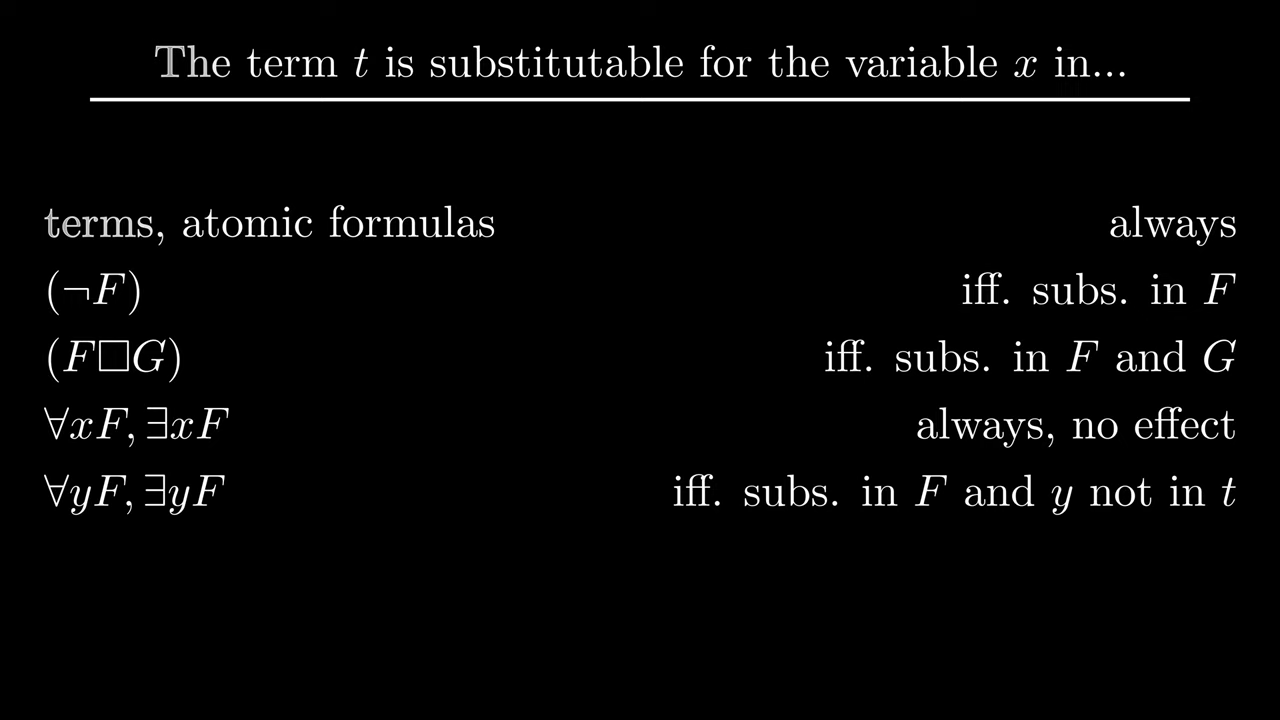 The term t is substitutable for the variable x in...
terms, atomic formulas always
(¬F) iff. subs. in F
(F□G) iff. subs. in F and G
∀xF, ∃xF always, no effect
∀yF, ∃yF iff. subs. in F and y not in t